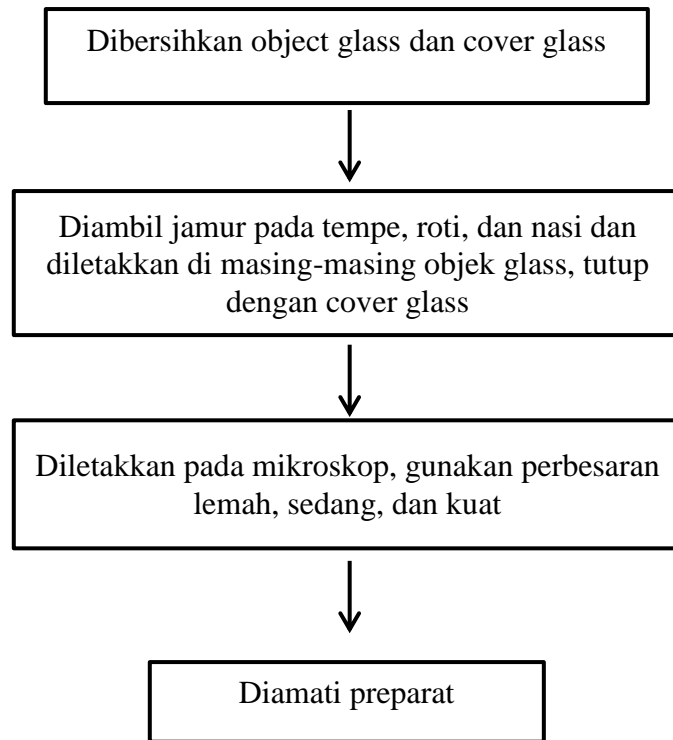 Dibersihkan object glass dan cover glass
Diambil jamur pada tempe, roti, dan nasi dan
diletakkan di masing-masing objek glass, tutup
dengan cover glass
Diletakkan pada mikroskop, gunakan perbesaran
lemah, sedang, dan kuat
Diamati preparat